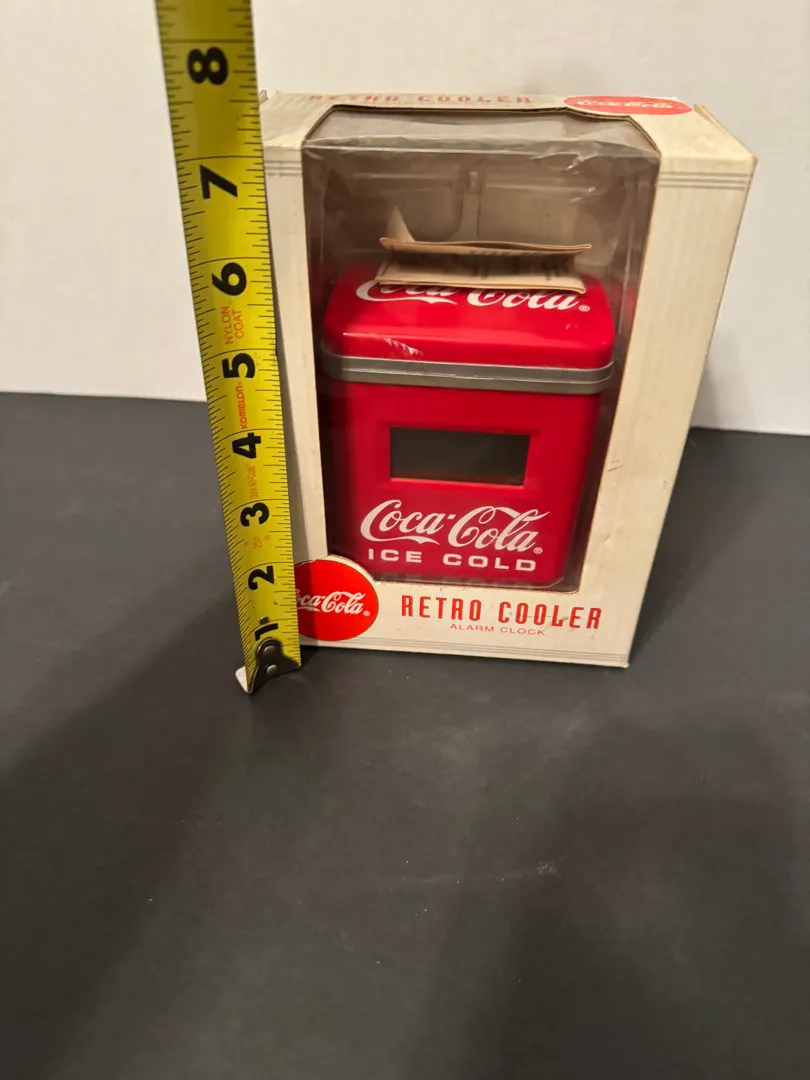 8
7
6
NYLON
COAT
5
KOMELON
4
3
2
1
RETRO COOLER
Coca-Cola
Coca-Cola®
Coca-Cola®
ICE COLD
Coca-Cola®
RETRO COOLER
ALARM CLOCK